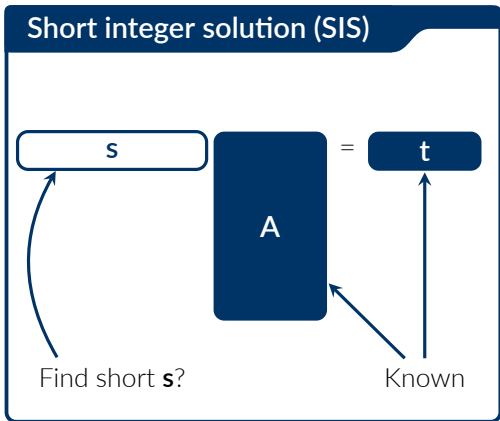 Short integer solution (SIS)
s A = t
Find short s? Known